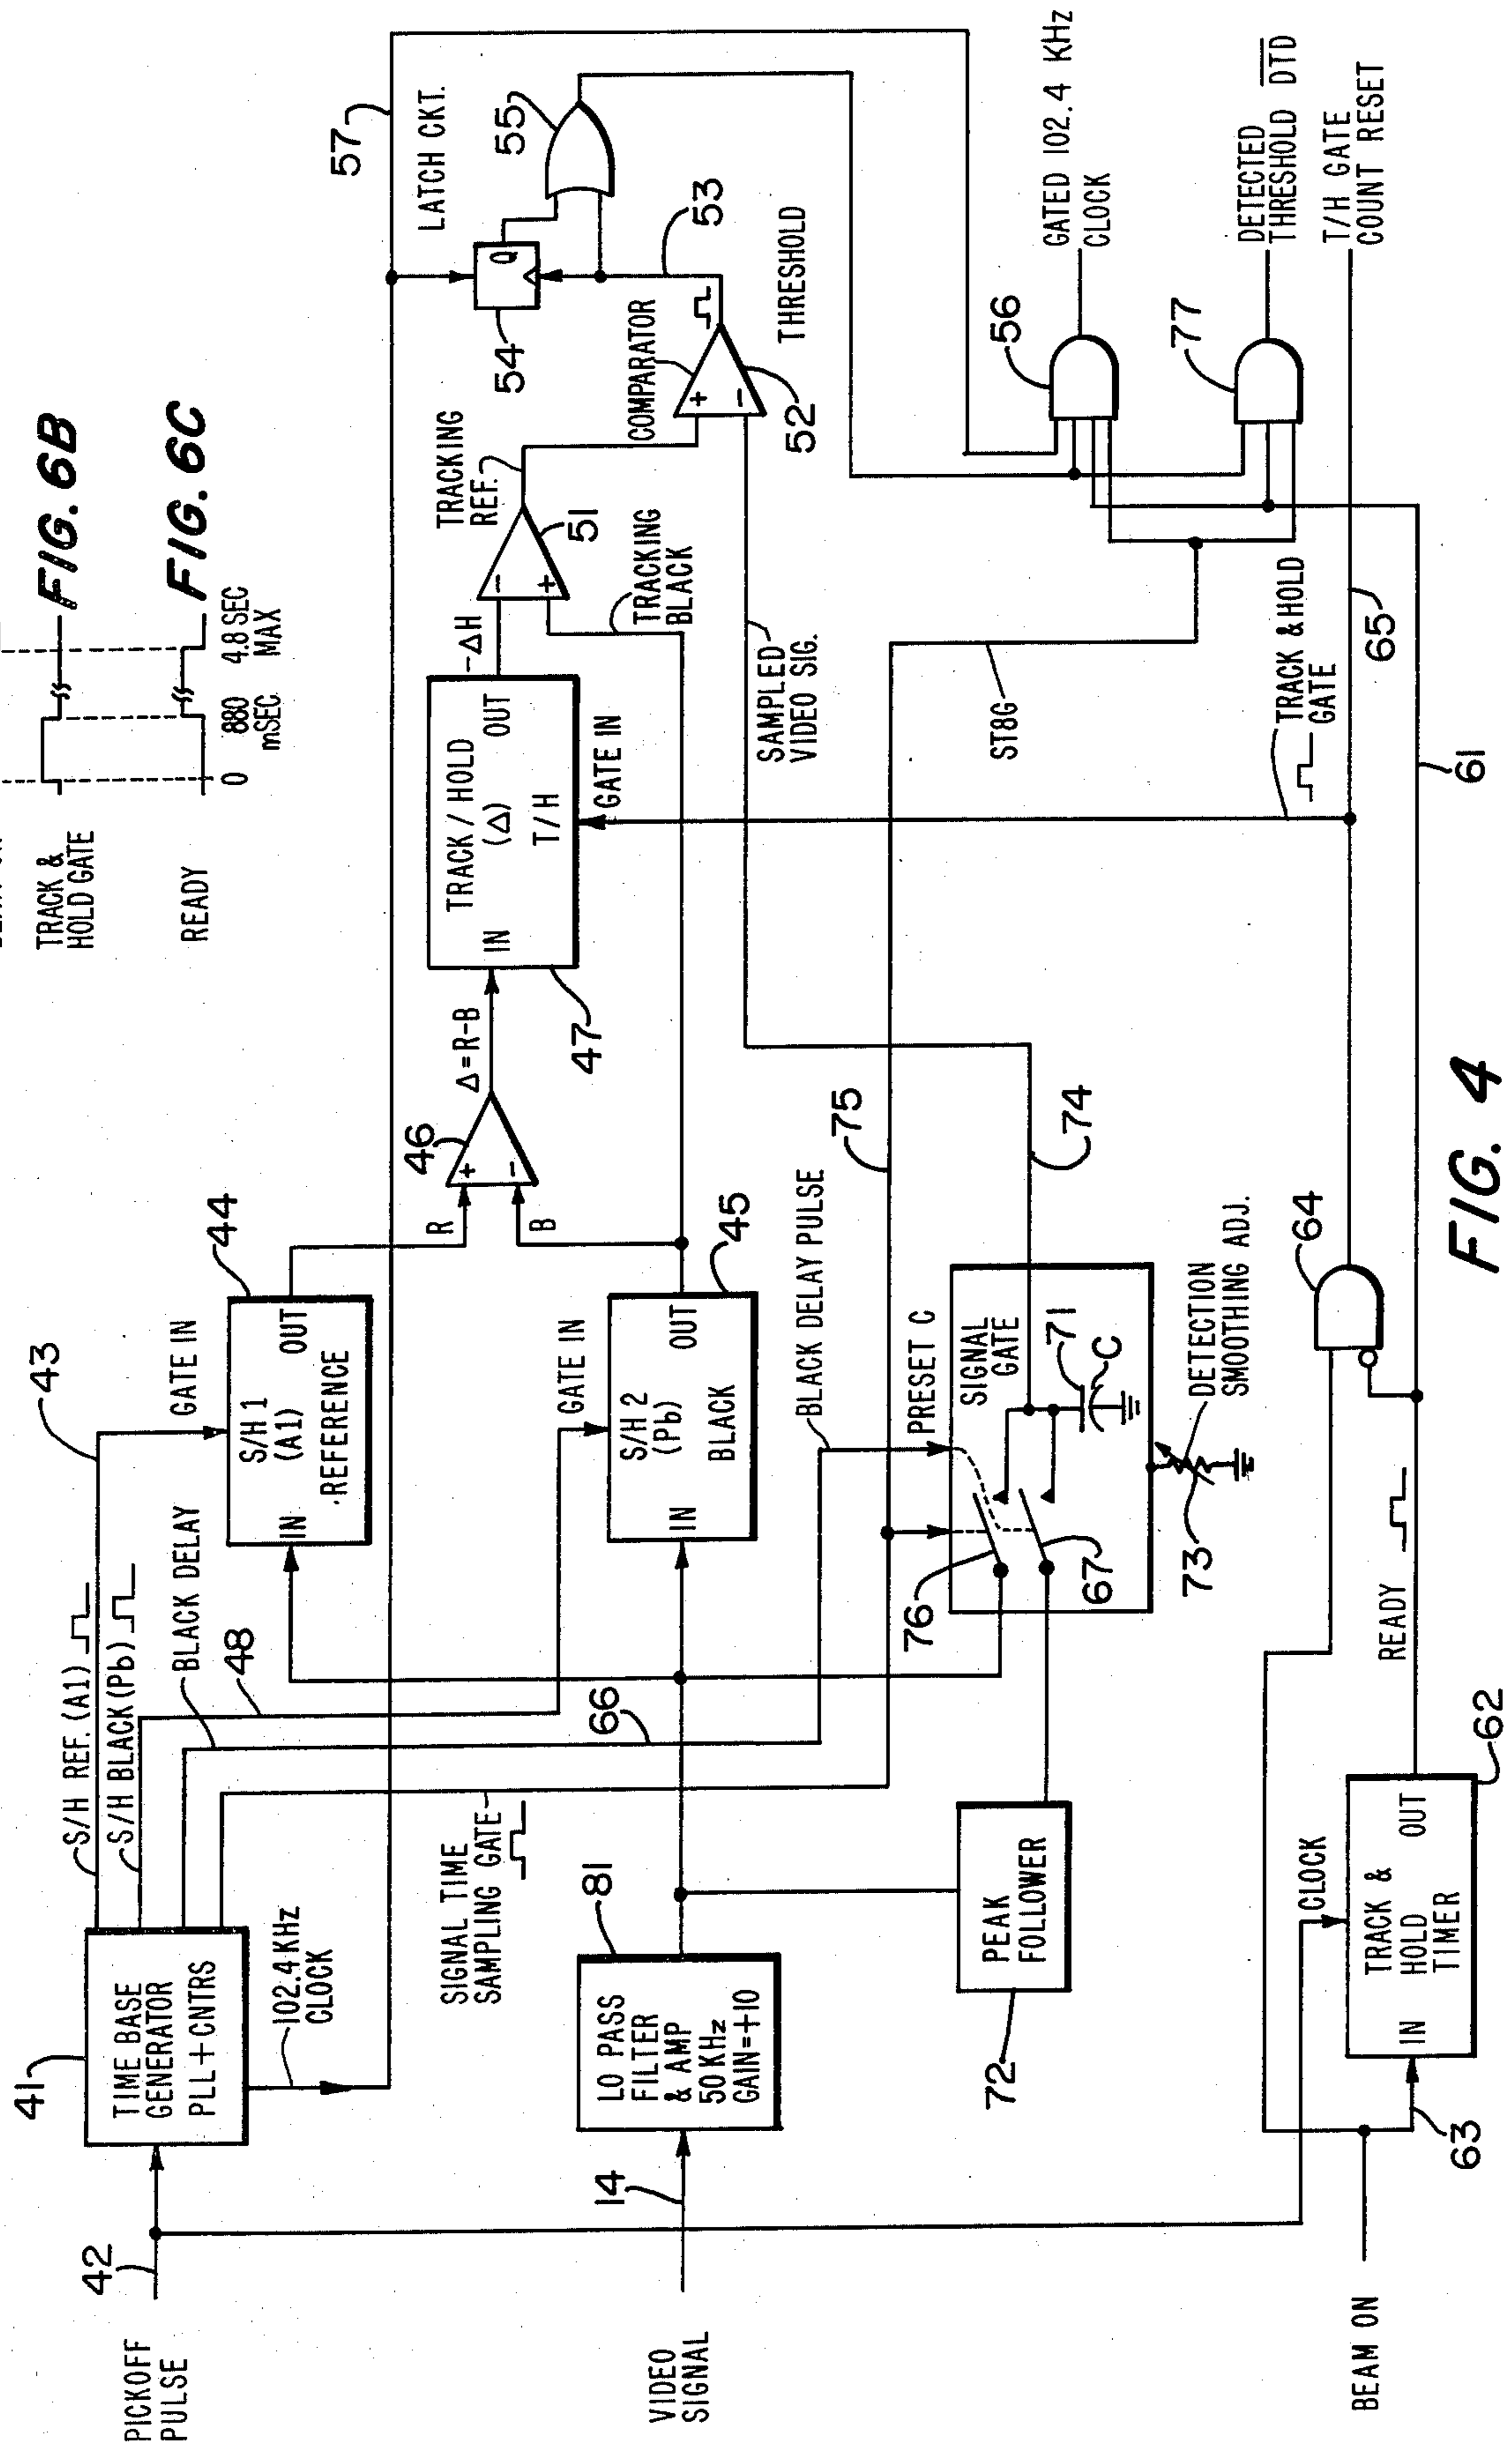 TRACK &
HOLD GATE
FIG. 6B
READY
FIG. 6C
0
880
mSEC
4.8 SEC
MAX
PICKOFF
PULSE
42
41
TIME BASE
GENERATOR
PLL + CNTRS
102.4 KHz
CLOCK
S/H REF. (A1)
S/H BLACK (Pb)
BLACK DELAY
43
48
66
GATE IN
44
S/H 1
(A1)
IN
OUT
REFERENCE
GATE IN
45
S/H 2
(Pb)
IN
OUT
BLACK
R
B
46
+
−
Δ=R-B
TRACK / HOLD
(Δ)
IN
OUT
T/H
47
GATE IN
-ΔH
−
+
51
TRACKING
REF.
TRACKING
BLACK
COMPARATOR
+
−
52
53
THRESHOLD
54
Q
55
LATCH CKT.
57
SIGNAL TIME
SAMPLING GATE
VIDEO
SIGNAL
14
81
LO PASS
FILTER
& AMP
50 KHz
GAIN=+10
72
PEAK
FOLLOWER
BLACK DELAY PULSE
PRESET C
SIGNAL
GATE
76
67
71
C
73
DETECTION
SMOOTHING ADJ.
75
74
SAMPLED
VIDEO SIG.
ST8G
56
GATED 102.4 KHz
CLOCK
77
DETECTED
THRESHOLD DTD
T/H GATE
COUNT RESET
65
TRACK & HOLD
GATE
61
64
READY
BEAM ON
63
CLOCK
IN
OUT
TRACK &
HOLD
TIMER
62
FIG. 4